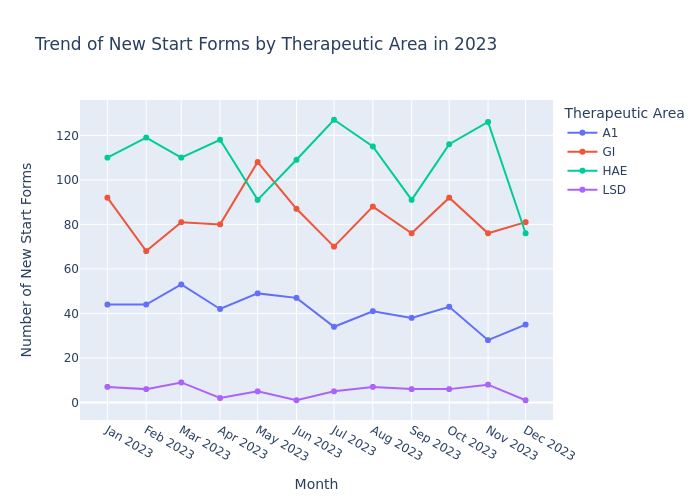 Trend of New Start Forms by Therapeutic Area in 2023
Therapeutic Area
A1
GI
HAE
LSD
Number of New Start Forms
120
100
80
60
40
20
0
Jan 2023
Feb 2023
Mar 2023
Apr 2023
May 2023
Jun 2023
Jul 2023
Aug 2023
Sep 2023
Oct 2023
Nov 2023
Dec 2023
Month